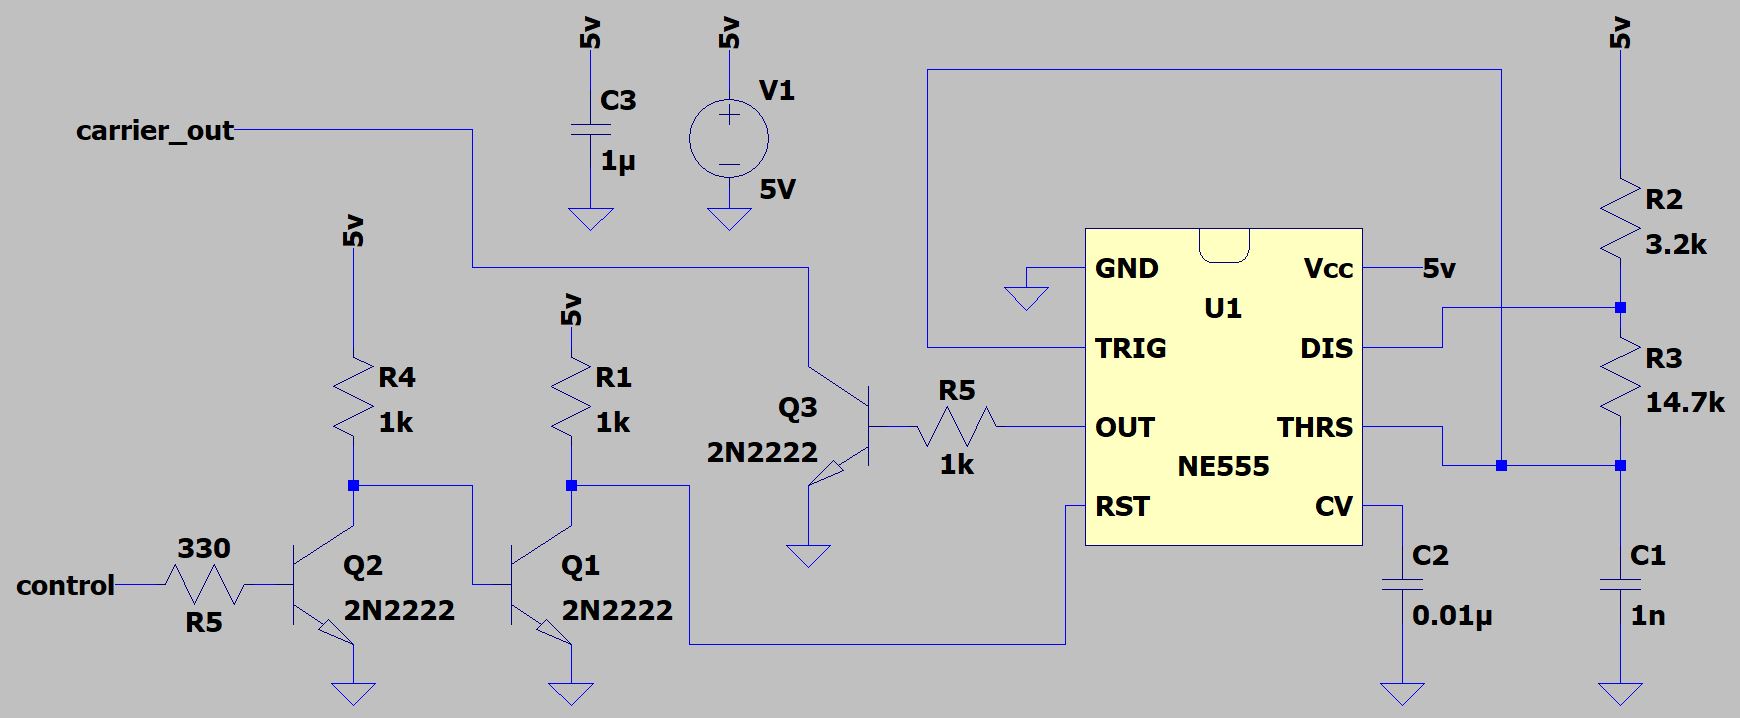 5v
5v
5v
C3
V1
carrier_out
1µ
5V
R2
5v
3.2k
GND
Vcc
5v
5v
U1
TRIG
DIS
R3
R4
R1
R5
Q3
14.7k
1k
1k
OUT
THRS
2N2222
1k
NE555
RST
CV
330
Q2
Q1
C2
C1
control
2N2222
2N2222
0.01µ
1n
R5